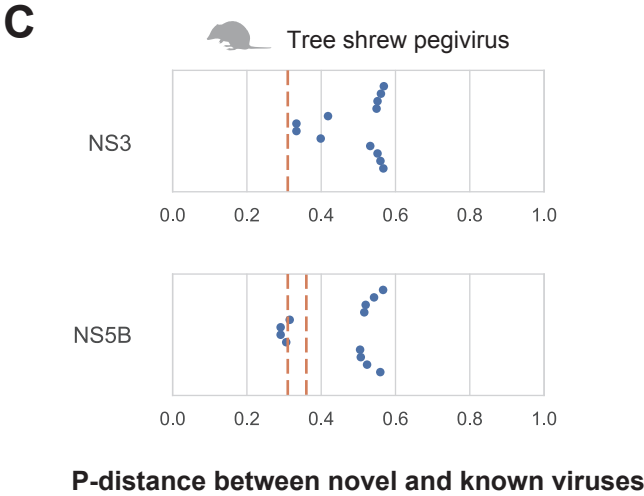 C
Tree shrew pegivirus
NS3
0.0 0.2 0.4 0.6 0.8 1.0
NS5B
0.0 0.2 0.4 0.6 0.8 1.0
P-distance between novel and known viruses